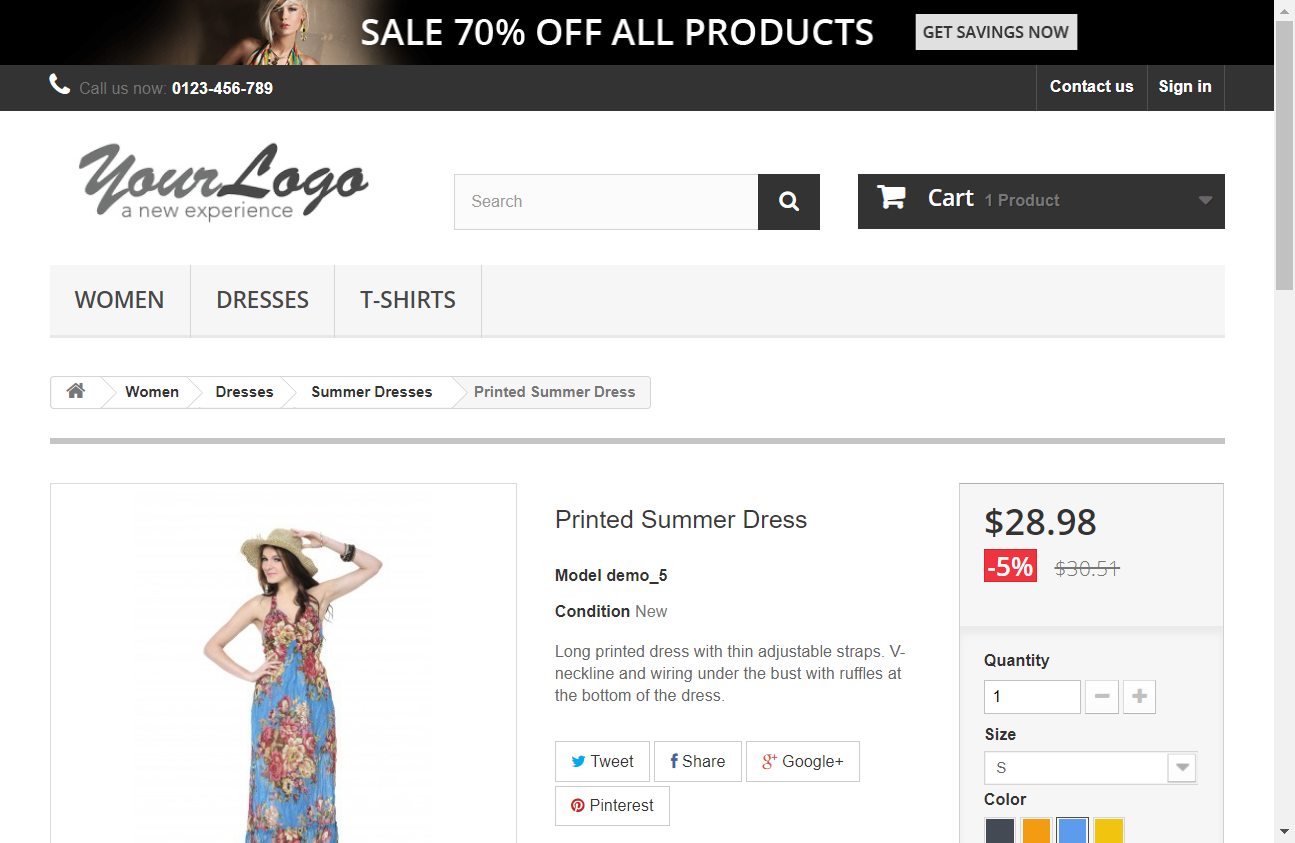 SALE 70% OFF ALL PRODUCTS GET SAVINGS NOW
Call us now: 0123-456-789 Contact us Sign in
YourLogo
a new experience
Search
Cart 1 Product
WOMEN DRESSES T-SHIRTS
Women Dresses Summer Dresses Printed Summer Dress
Printed Summer Dress
Model demo_5
Condition New
Long printed dress with thin adjustable straps. V-
neckline and wiring under the bust with ruffles at
the bottom of the dress.
Tweet Share Google+
Pinterest
$28.98
-5% $30.51
Quantity
1
Size
S
Color